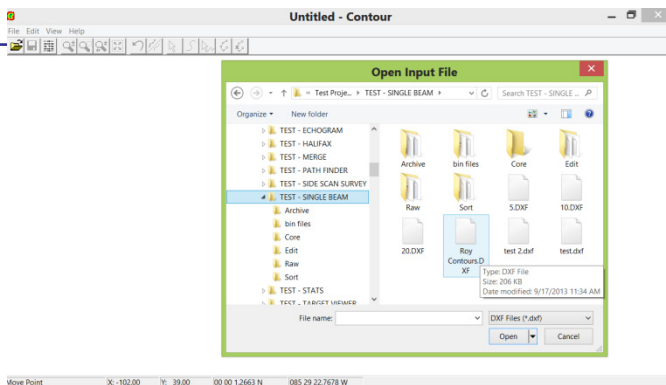 Untitled - Contour
File Edit View Help
Open Input File
« Test Proje... ▸ TEST - SINGLE BEAM ▸
Search TEST - SINGLE ...
Organize ▾ New folder
TEST - ECHOGRAM
TEST - HALIFAX
TEST - MERGE
TEST - PATH FINDER
TEST - SIDE SCAN SURVEY
TEST - SINGLE BEAM
Archive
bin files
Core
Edit
Raw
Sort
TEST - STATS
TEST - TARGET VIEWER
Archive bin files Core Edit
Raw Sort 5.DXF 10.DXF
20.DXF Roy Contours.D XF test 2.dxf test.dxf
Type: DXF File
Size: 206 KB
Date modified: 9/17/2013 11:34 AM
File name:
DXF Files (*.dxf)
Open Cancel
Move Point X: -102.00 Y: 39.00 00 00 1.2663 N 085 29 22.7678 W